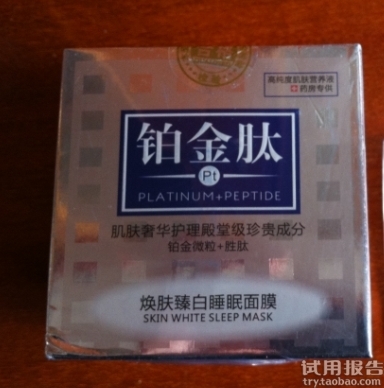 高纯度肌肤营养液
药房专供
铂金肽
Pt
PLATINUM+PEPTIDE
肌肤奢华护理殿堂级珍贵成分
铂金微粒+胜肽
焕肤臻白睡眠面膜
SKIN WHITE SLEEP MASK
试用报告
try.taobao.com